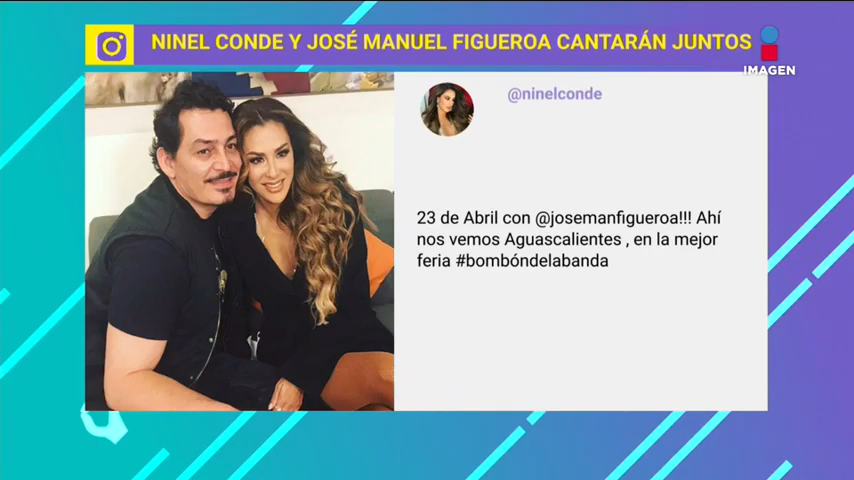 NINEL CONDE Y JOSÉ MANUEL FIGUEROA CANTARÁN JUNTOS
IMAGEN
@ninelconde
23 de Abril con @josemanfigueroa!!! Ahí
nos vemos Aguascalientes , en la mejor
feria #bombóndelabanda